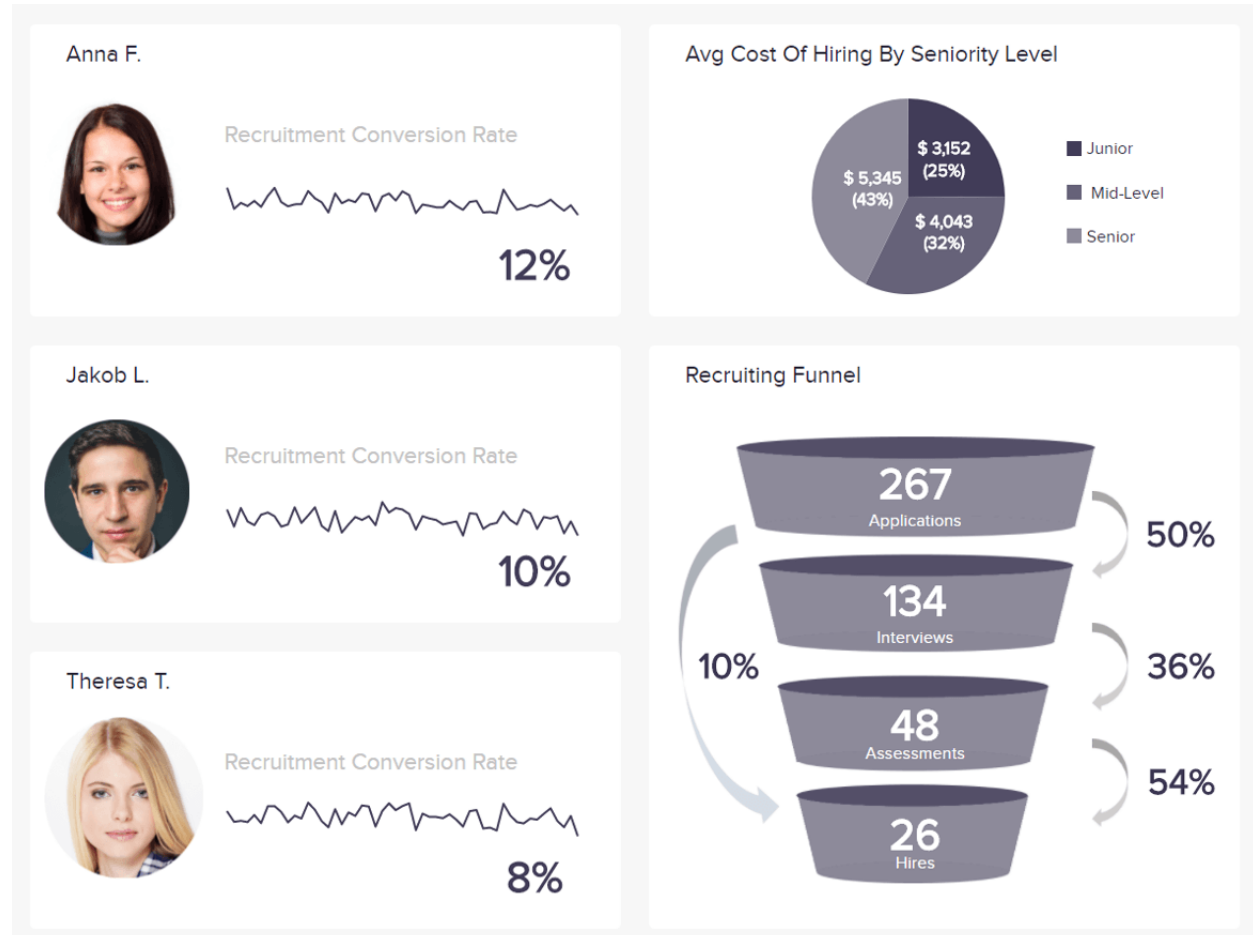 Anna F.
Recruitment Conversion Rate
12%
Avg Cost Of Hiring By Seniority Level
$ 3,152
(25%)
$ 5,345
(43%)
$ 4,043
(32%)
Junior
Mid-Level
Senior
Jakob L.
Recruitment Conversion Rate
10%
Theresa T.
Recruitment Conversion Rate
8%
Recruiting Funnel
267
Applications
50%
134
Interviews
10%
36%
48
Assessments
54%
26
Hires